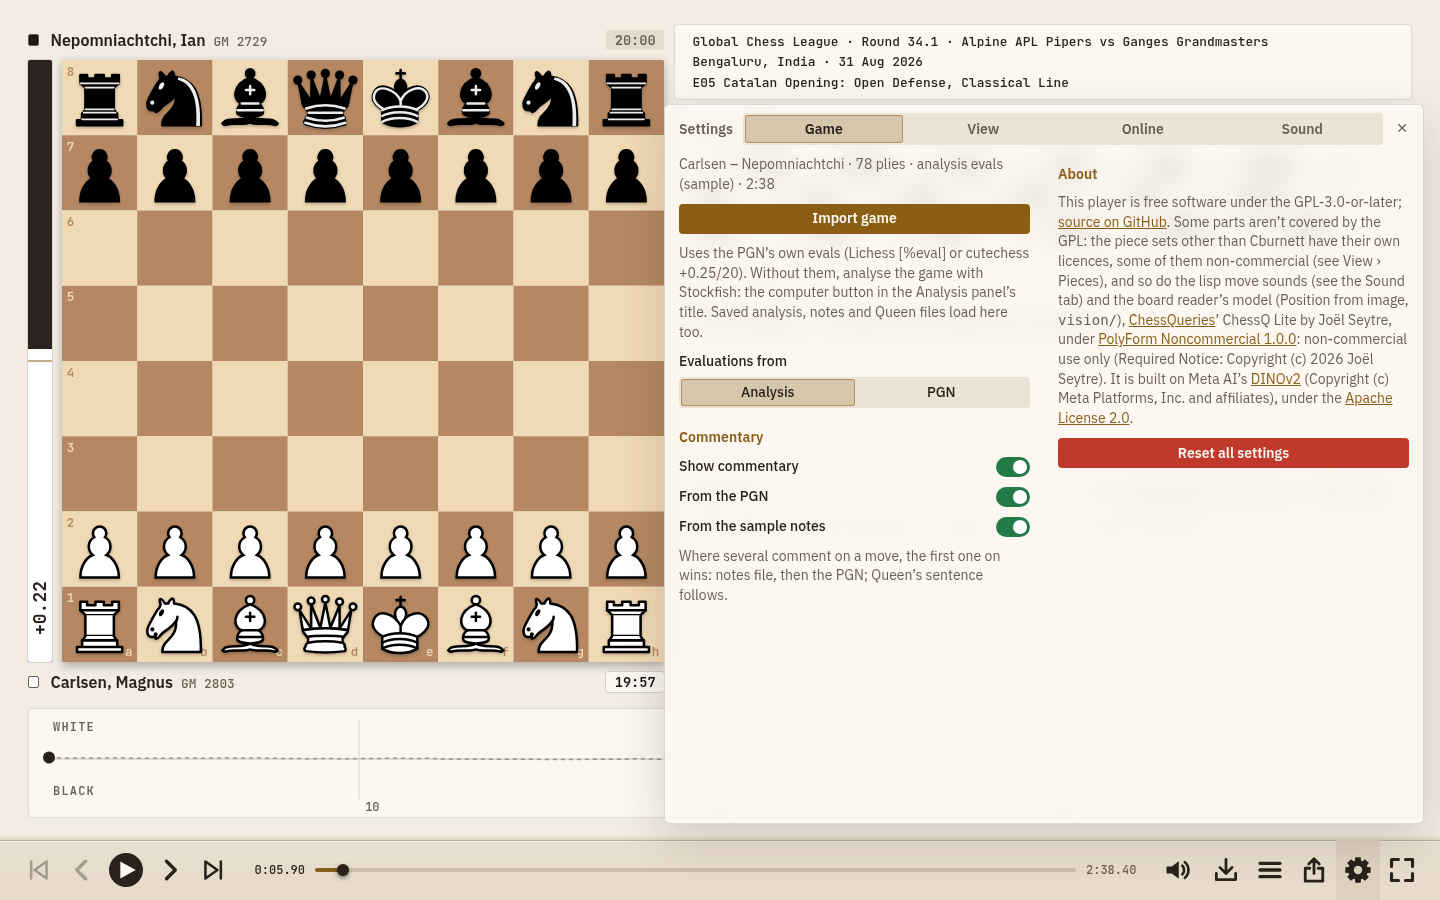 Nepomniachtchi, Ian GM 2729
20:00
Global Chess League · Round 34.1 · Alpine APL Pipers vs Ganges Grandmasters
Bengaluru, India · 31 Aug 2026
E05 Catalan Opening: Open Defense, Classical Line
8
7
6
5
4
3
2
1
a
b
c
d
e
f
g
h
+0.22
Carlsen, Magnus GM 2803
19:57
WHITE
BLACK
10
Settings
Game
View
Online
Sound
×
Carlsen – Nepomniachtchi · 78 plies · analysis evals
(sample) · 2:38
Import game
Uses the PGN’s own evals (Lichess [%eval] or cutechess
+0.25/20). Without them, analyse the game with
Stockfish: the computer button in the Analysis panel’s
title. Saved analysis, notes and Queen files load here
too.
Evaluations from
Analysis
PGN
Commentary
Show commentary
From the PGN
From the sample notes
Where several comment on a move, the first one on
wins: notes file, then the PGN; Queen’s sentence
follows.
About
This player is free software under the GPL-3.0-or-later;
source on GitHub. Some parts aren’t covered by the
GPL: the piece sets other than Cburnett have their own
licences, some of them non-commercial (see View ›
Pieces), and so do the lisp move sounds (see the Sound
tab) and the board reader’s model (Position from image,
vision/), ChessQueries’ ChessQ Lite by Joël Seytre,
under PolyForm Noncommercial 1.0.0: non-commercial
use only (Required Notice: Copyright (c) 2026 Joël
Seytre). It is built on Meta AI’s DINOv2 (Copyright (c)
Meta Platforms, Inc. and affiliates), under the Apache
License 2.0.
Reset all settings
0:05.90
2:38.40